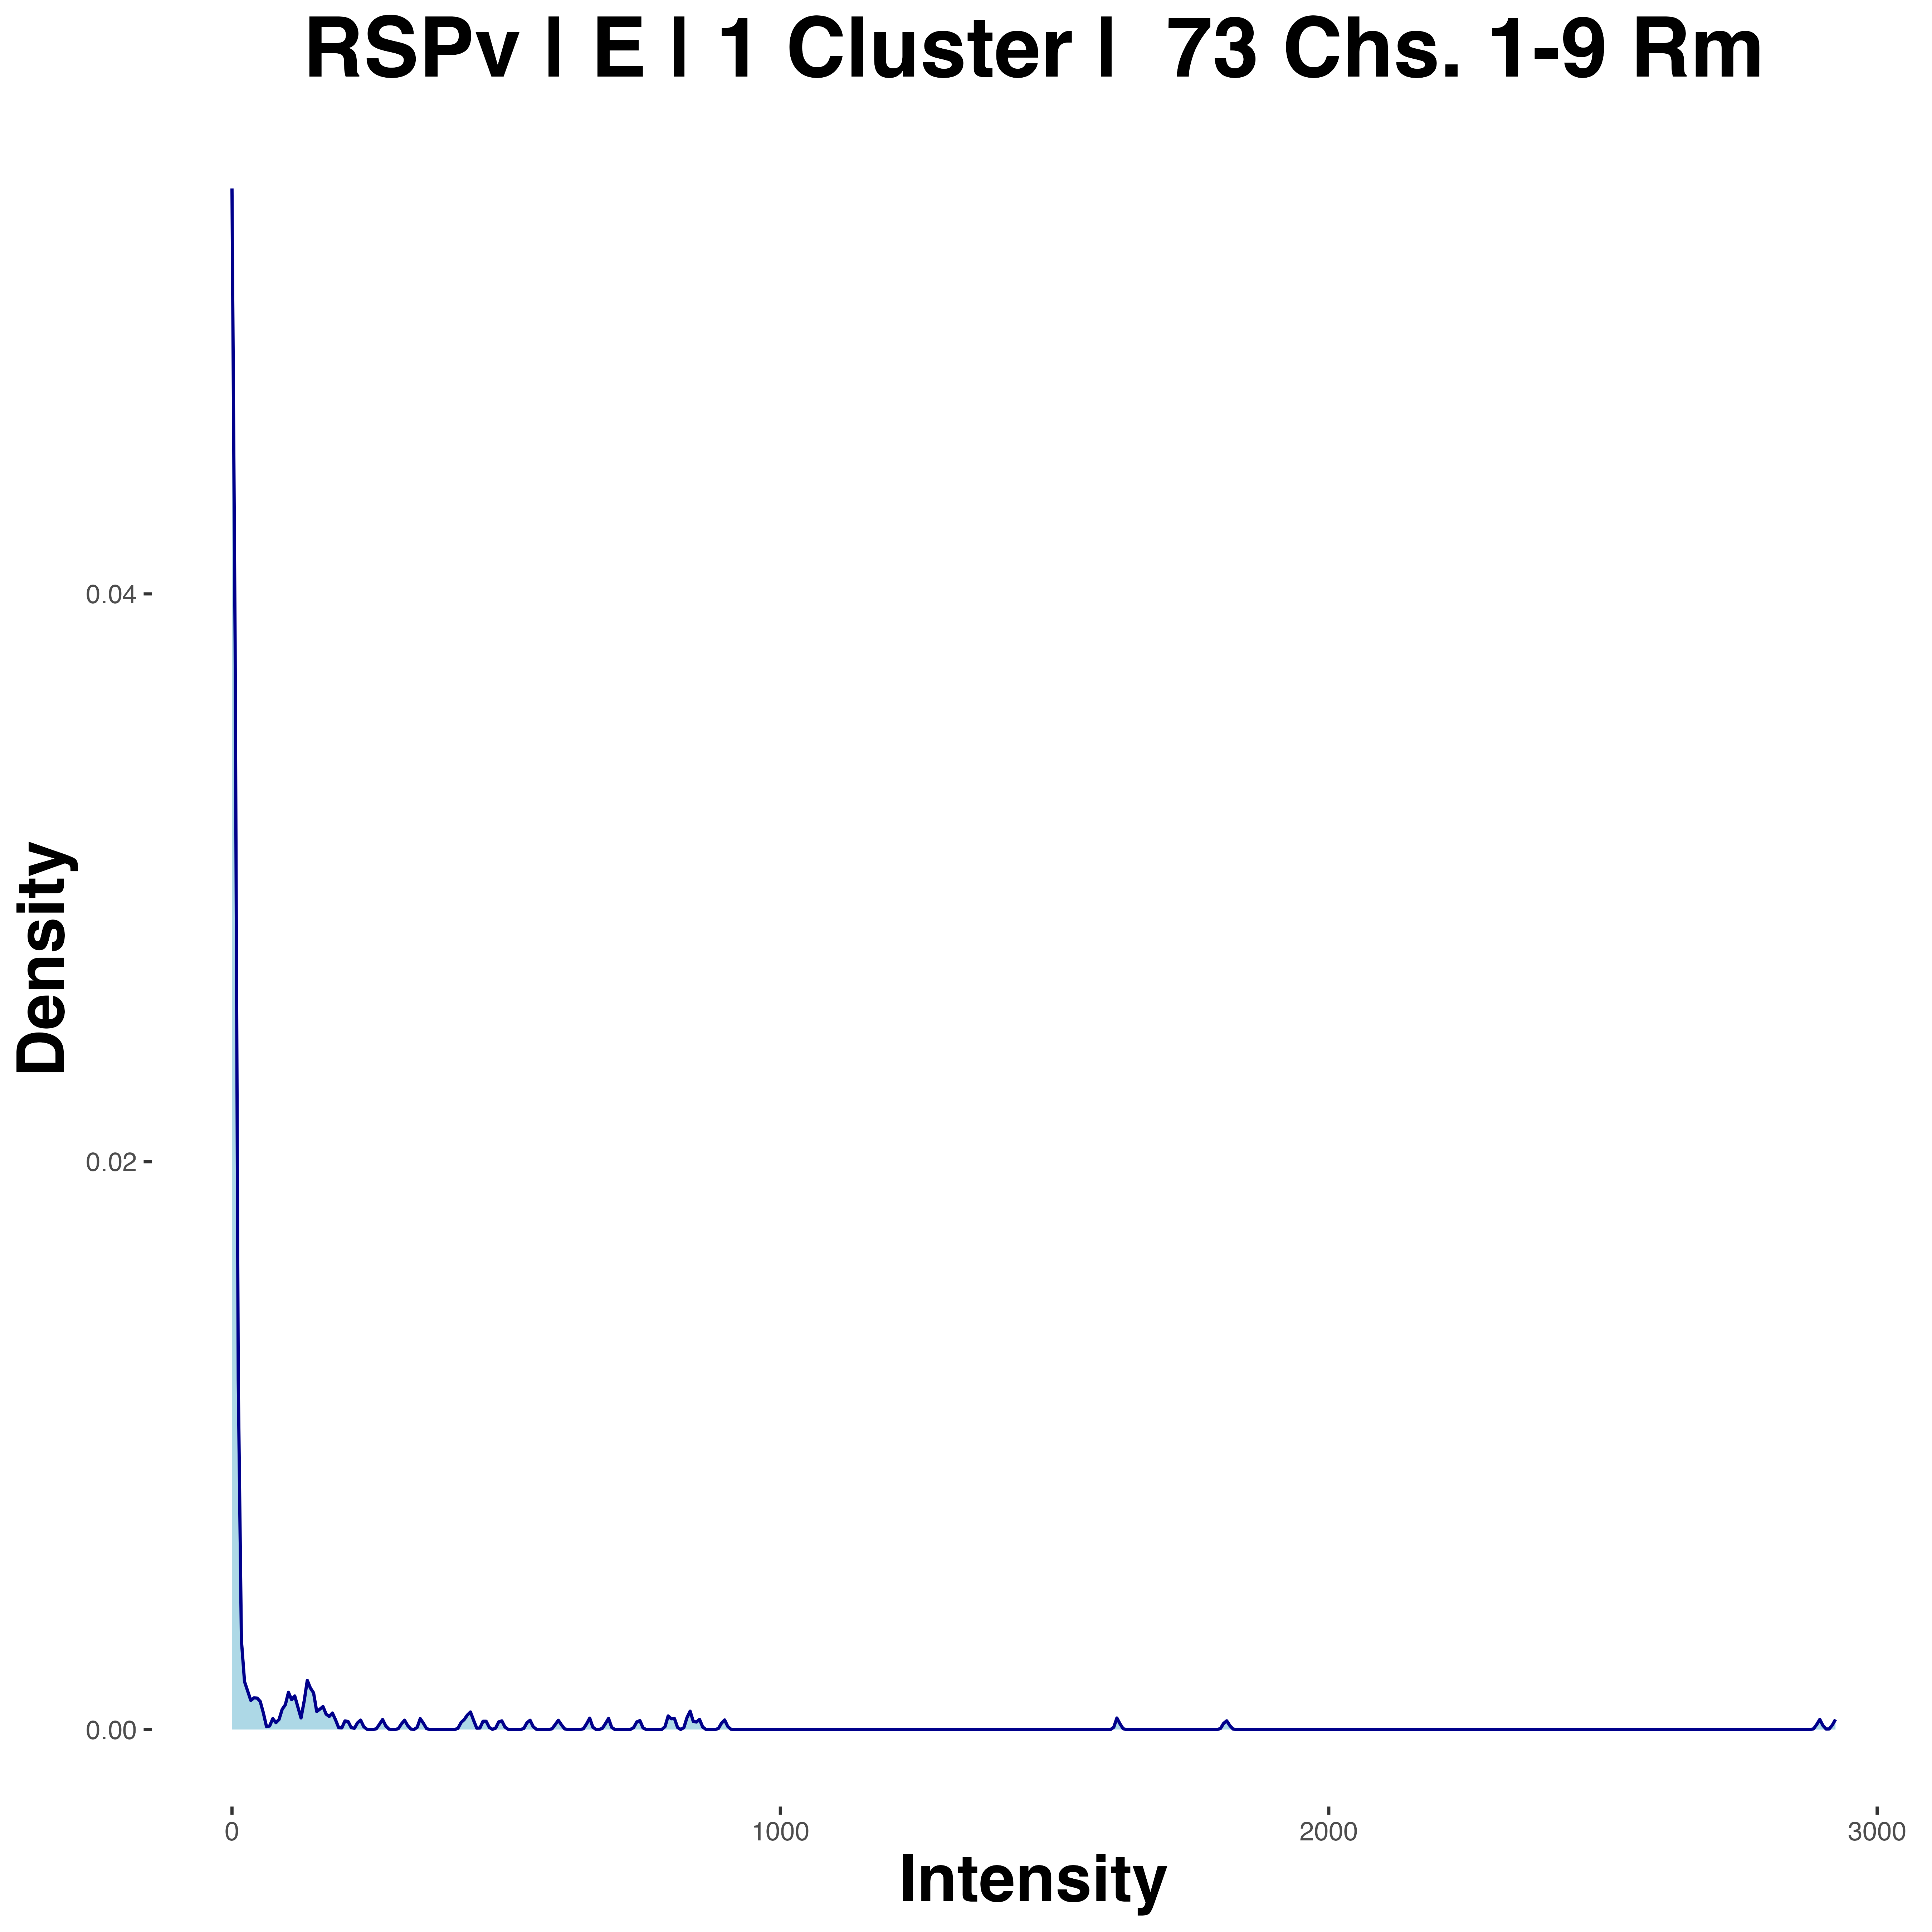 RSPv | E | 1 Cluster |  73 Chs. 1-9 Rm
Density
0.04
0.02
0.00
0
1000
2000
3000
Intensity